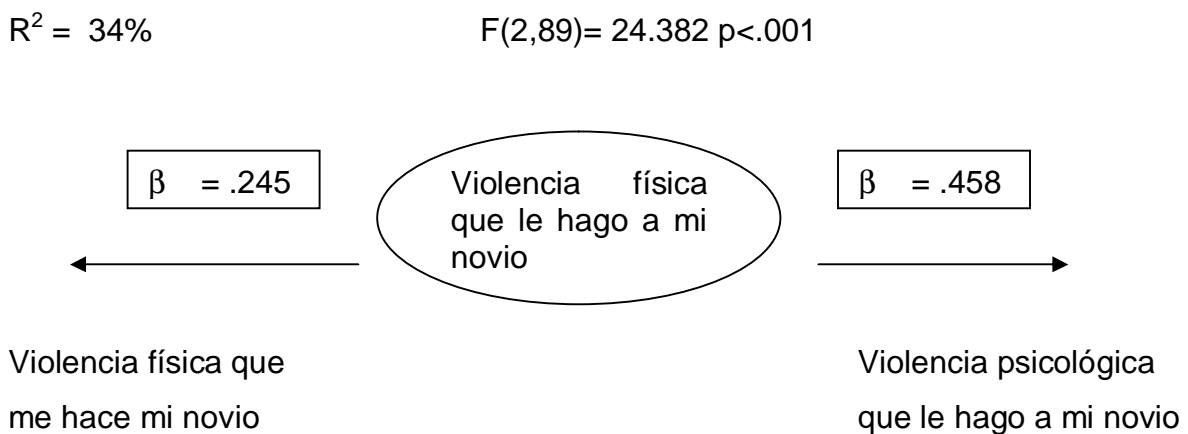 R² = 34% F(2,89)= 24.382 p<.001
β = .245
Violencia física
que le hago a mi
novio
β = .458
Violencia física que
me hace mi novio
Violencia psicológica
que le hago a mi novio